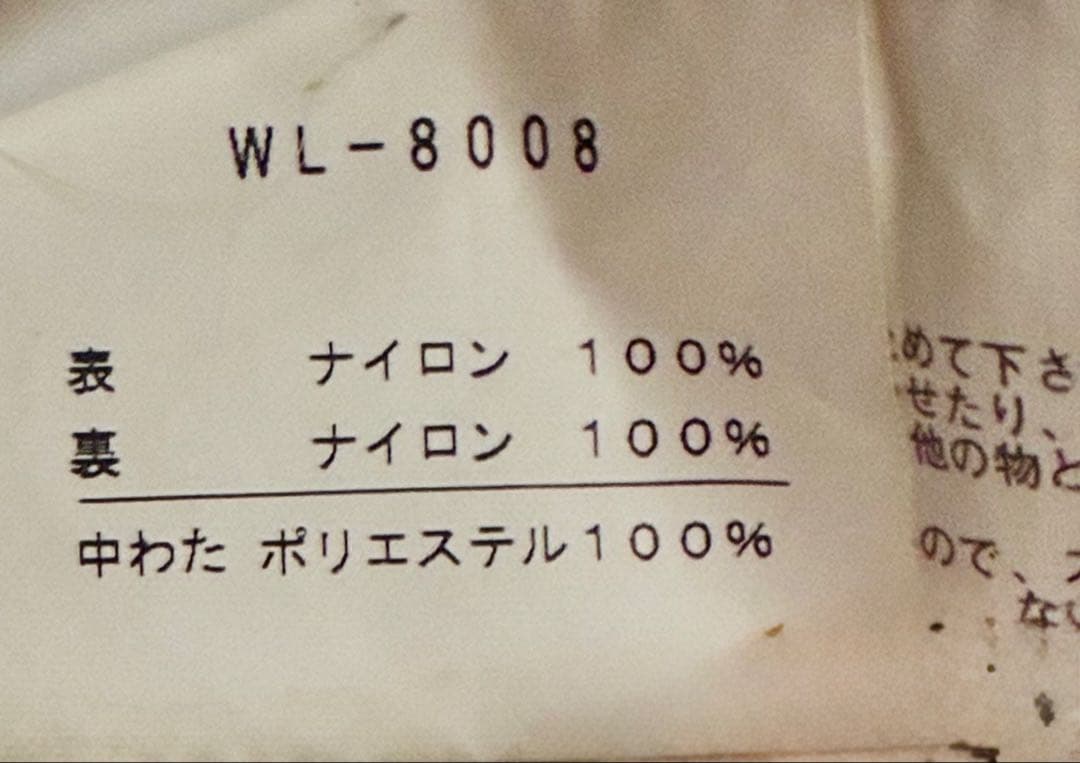 WL-8008
表 ナイロン 100%
裏 ナイロン 100%
中わた ポリエステル100%
めて下さ
せたり、
他の物と
ので、
ない